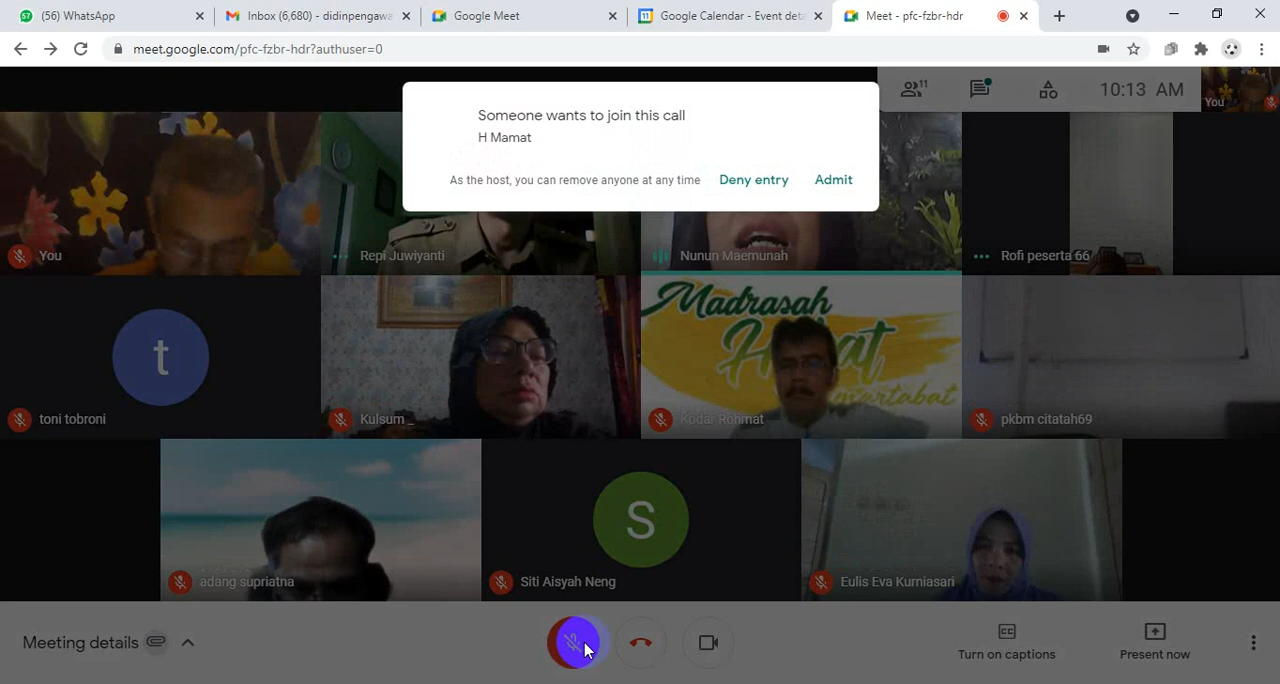 (56) WhatsApp
Inbox (6,680) - didinpengawa
Google Meet
Google Calendar - Event deta
Meet - pfc-fzbr-hdr
meet.google.com/pfc-fzbr-hdr?authuser=0
Someone wants to join this call
H Mamat
As the host, you can remove anyone at any time
Deny entry
Admit
11
10:13 AM
You
You
Repi Juwiyanti
Nunun Maemunah
Rofi peserta 66
t
toni tobroni
Kulsum _
Madrasah
Kodar Rohmat
pkbm citatah69
adang supriatna
S
Siti Aisyah Neng
Eulis Eva Kurniasari
Meeting details
CC
Turn on captions
Present now